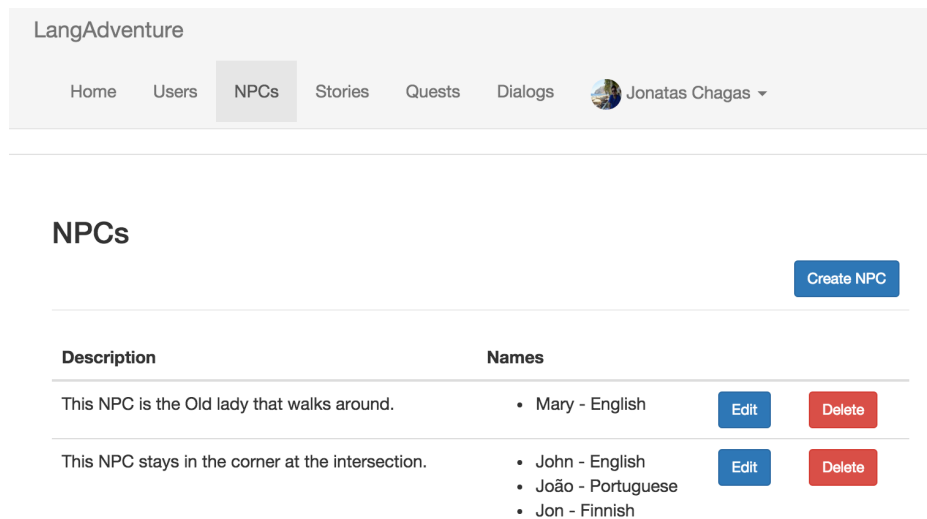 LangAdventure
Home Users NPCs Stories Quests Dialogs Jonatas Chagas
NPCs
Create NPC
Description Names
This NPC is the Old lady that walks around. • Mary - English Edit Delete
This NPC stays in the corner at the intersection. • John - English Edit Delete
• João - Portuguese
• Jon - Finnish